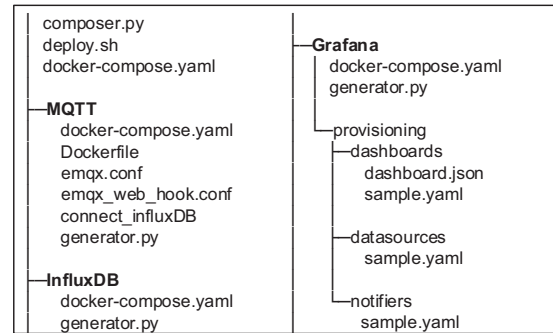 composer.py
deploy.sh
docker-compose.yaml
MQTT
docker-compose.yaml
Dockerfile
emqx.conf
emqx_web_hook.conf
connect_influxDB
generator.py
InfluxDB
docker-compose.yaml
generator.py
Grafana
docker-compose.yaml
generator.py
provisioning
dashboards
dashboard.json
sample.yaml
datasources
sample.yaml
notifiers
sample.yaml